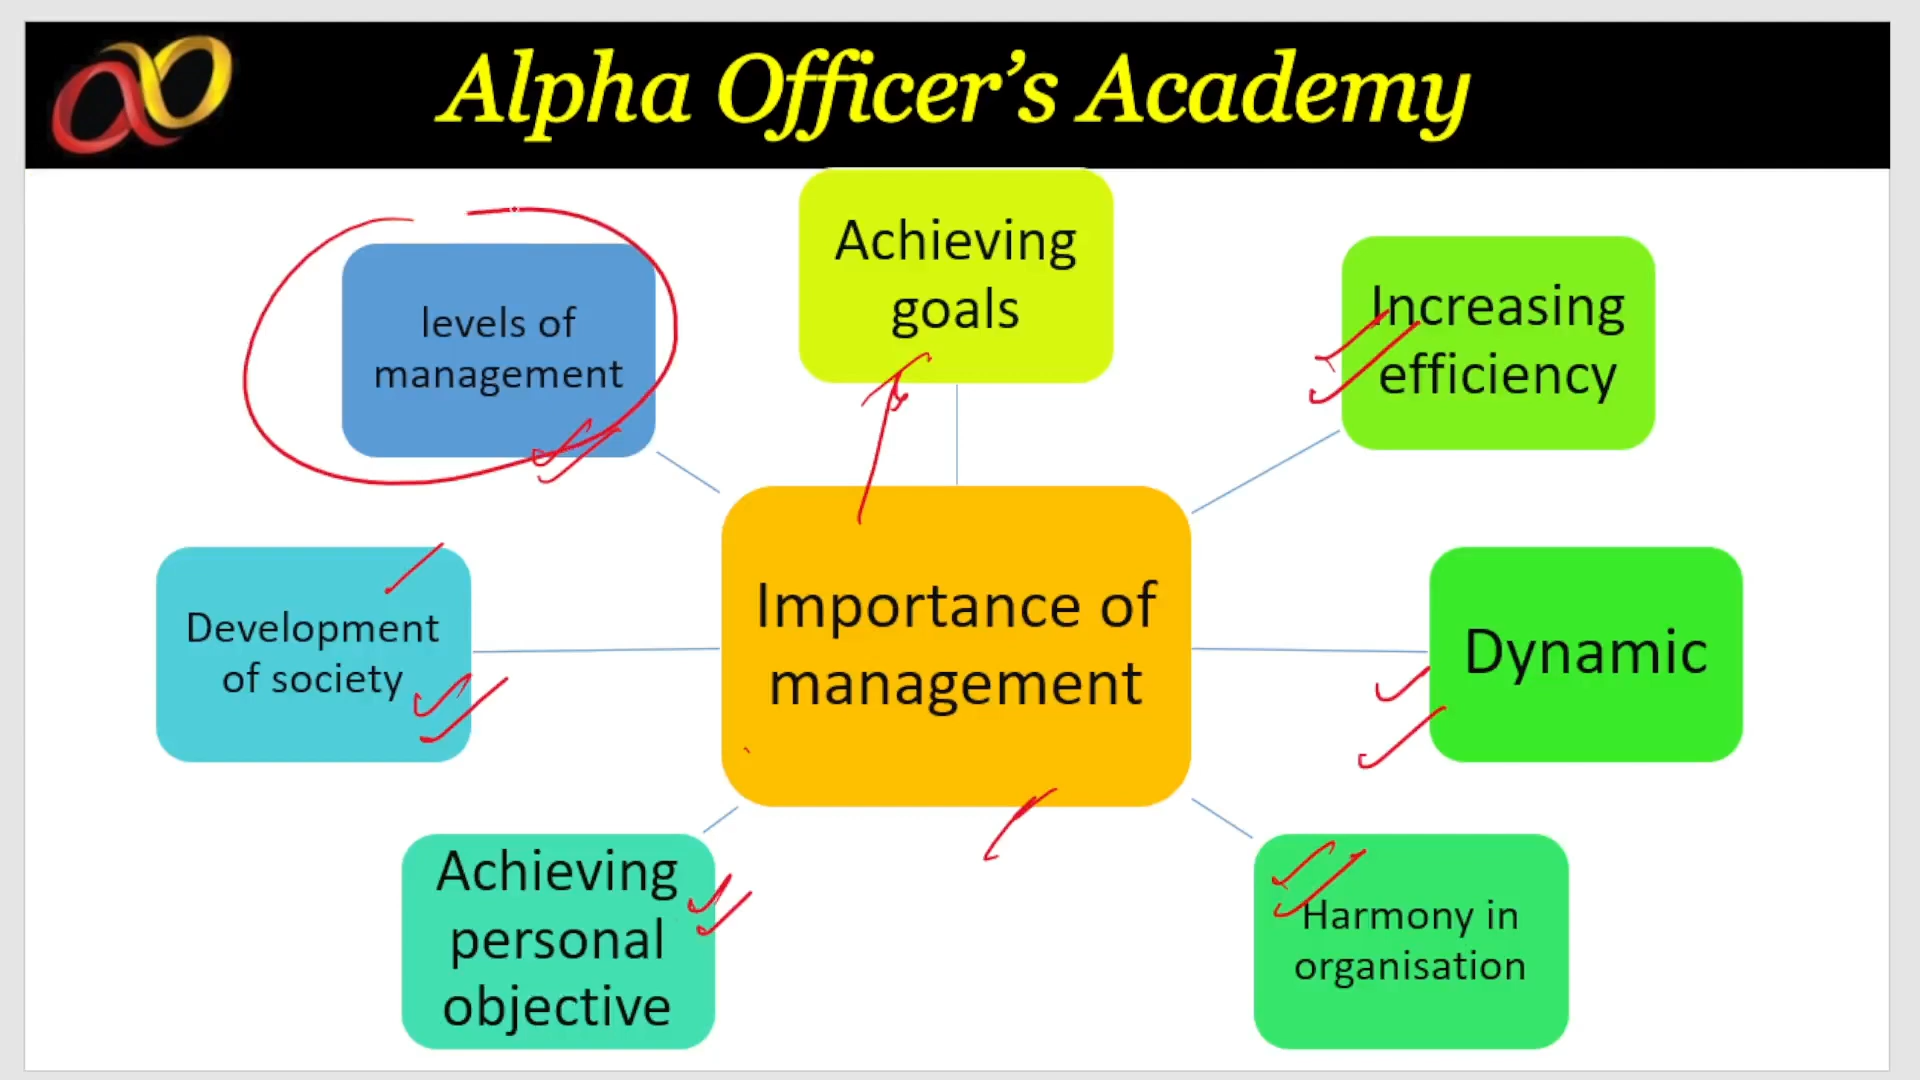 Alpha Officer’s Academy
Achieving
goals
Increasing
efficiency
levels of
management
Importance of
management
Dynamic
Development
of society
Achieving
personal
objective
Harmony in
organisation